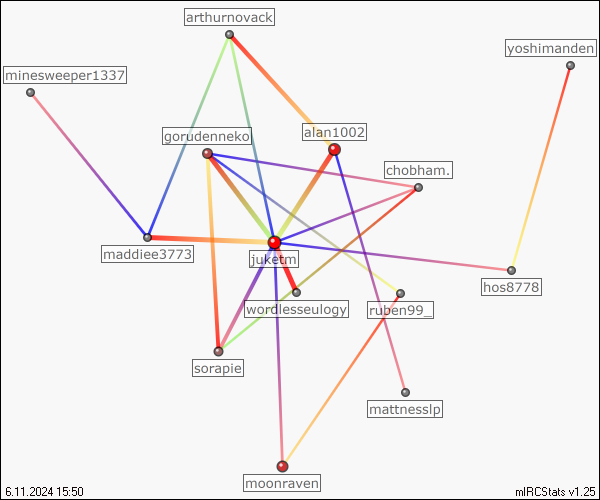 arthurnovack
yoshimanden
minesweeper1337
alan1002
gorudenneko
chobham.
maddiee3773
juketm
hos8778
wordlesseulogy
ruben99_
sorapie
mattnesslp
moonraven
6.11.2024 15:50
mIRCStats v1.25